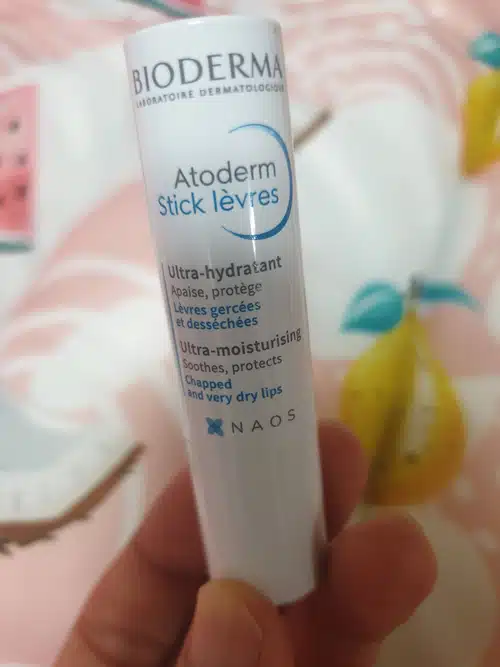 BIODERMA
LABORATOIRE DERMATOLOGIQUE
Atoderm
Stick lèvres
Ultra-hydratant
Apaise, protège
Lèvres gercées
et desséchées
Ultra-moisturising
Soothes, protects
Chapped
and very dry lips
NAOS